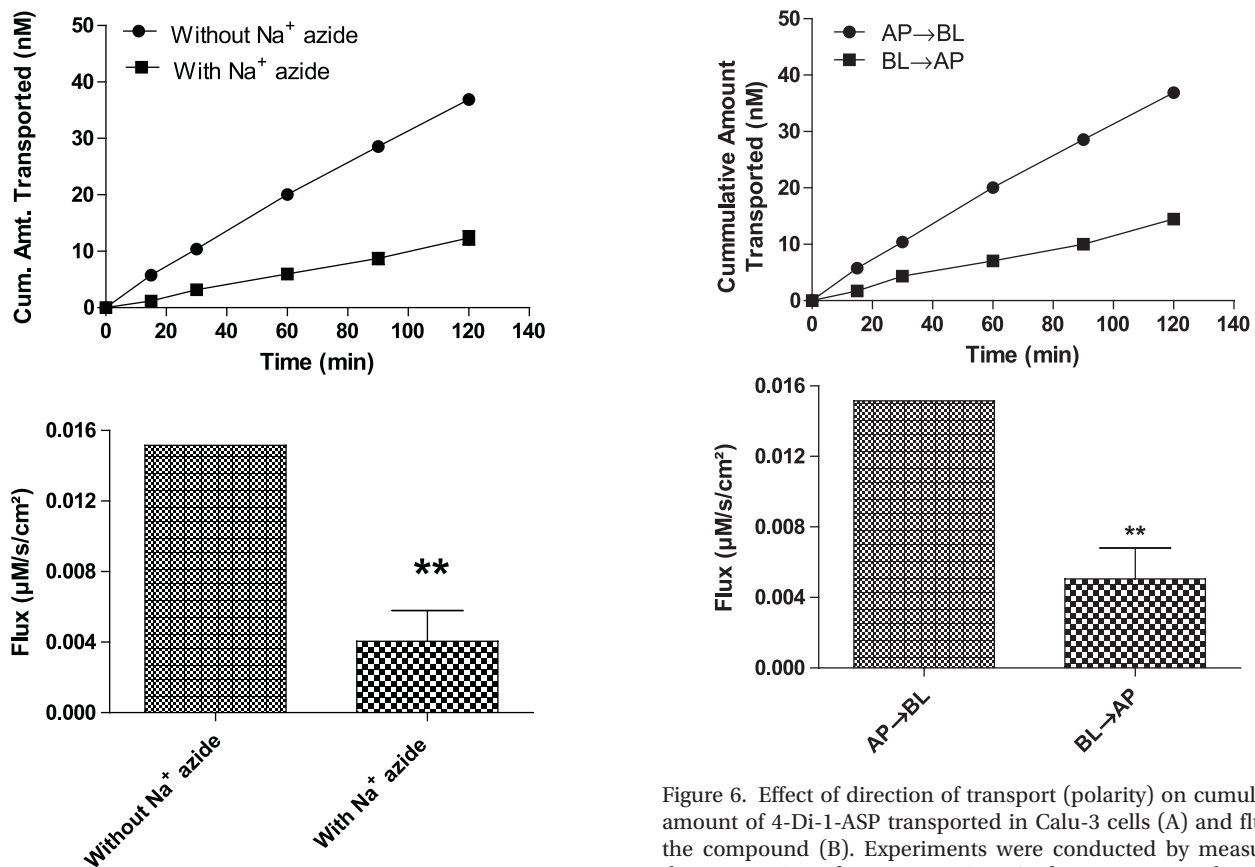 50
40
30
20
10
0
Cum. Amt. Transported (nM)
Without Na⁺ azide
With Na⁺ azide
0 20 40 60 80 100 120 140
Time (min)
0.016
0.012
0.008
0.004
0.000
Flux (µM/s/cm²)
**
Without Na⁺ azide
With Na⁺ azide
50
40
30
20
10
0
Cummulative Amount
Transported (nM)
AP→BL
BL→AP
0 20 40 60 80 100 120 140
Time (min)
0.016
0.012
0.008
0.004
0.000
Flux (µM/s/cm²)
**
AP→BL
BL→AP
Figure 6. Effect of direction of transport (polarity) on cumul
amount of 4-Di-1-ASP transported in Calu-3 cells (A) and flu
the compound (B). Experiments were conducted by measu